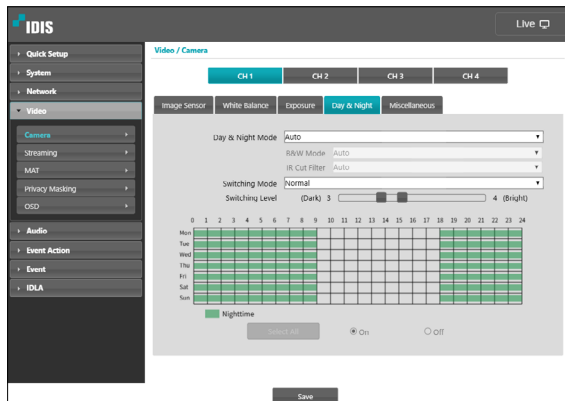 IDIS
Live
Quick Setup
System
Network
Video
Camera
Streaming
MAT
Privacy Masking
OSD
Audio
Event Action
Event
IDLA
Video / Camera
CH 1 CH 2 CH 3 CH 4
Image Sensor White Balance Exposure Day & Night Miscellaneous
Day & Night Mode Auto
B&W Mode Auto
IR Cut Filter Auto
Switching Mode Normal
Switching Level (Dark) 3 4 (Bright)
0 1 2 3 4 5 6 7 8 9 10 11 12 13 14 15 16 17 18 19 20 21 22 23 24
Mon
Tue
Wed
Thu
Fri
Sat
Sun
Nighttime
Select All On Off
Save